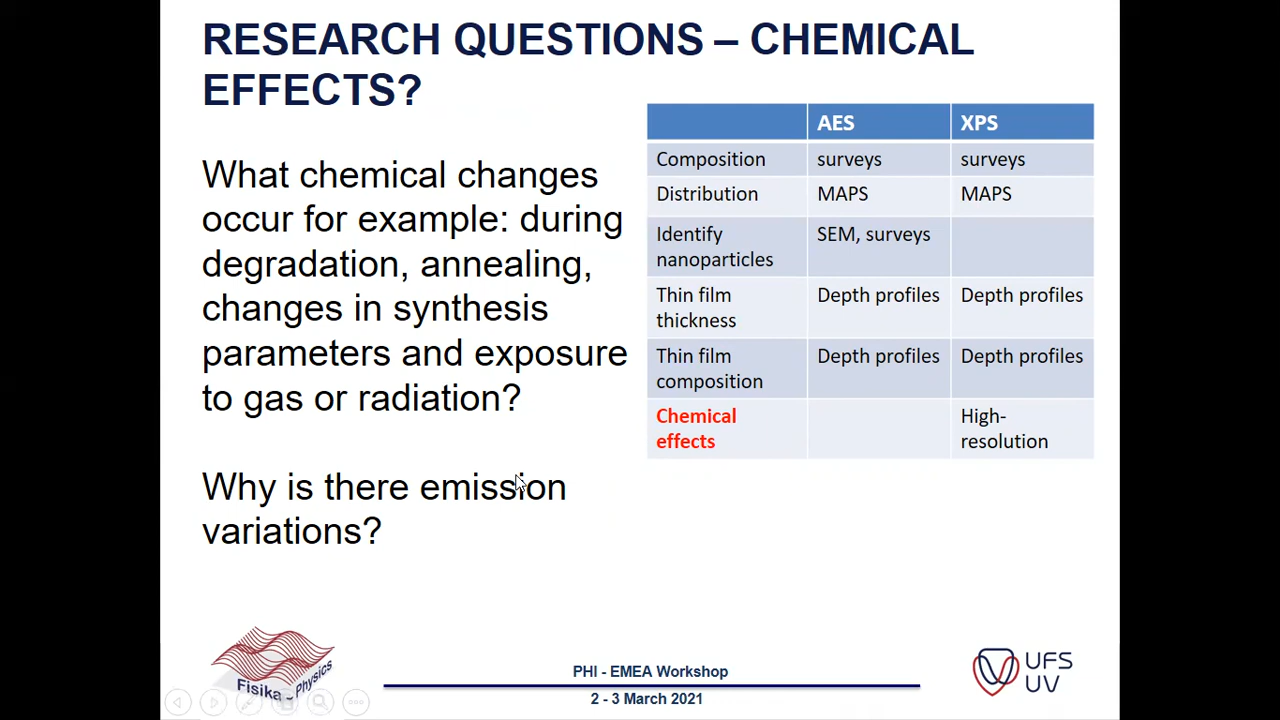 RESEARCH QUESTIONS – CHEMICAL
EFFECTS?
What chemical changes
occur for example: during
degradation, annealing,
changes in synthesis
parameters and exposure
to gas or radiation?
Why is there emission
variations?
AES XPS
Composition surveys surveys
Distribution MAPS MAPS
Identify SEM, surveys
nanoparticles
Thin film Depth profiles Depth profiles
thickness
Thin film Depth profiles Depth profiles
composition
Chemical High-
effects resolution
Fisika - Physics
PHI - EMEA Workshop
2 - 3 March 2021
UFS
UV